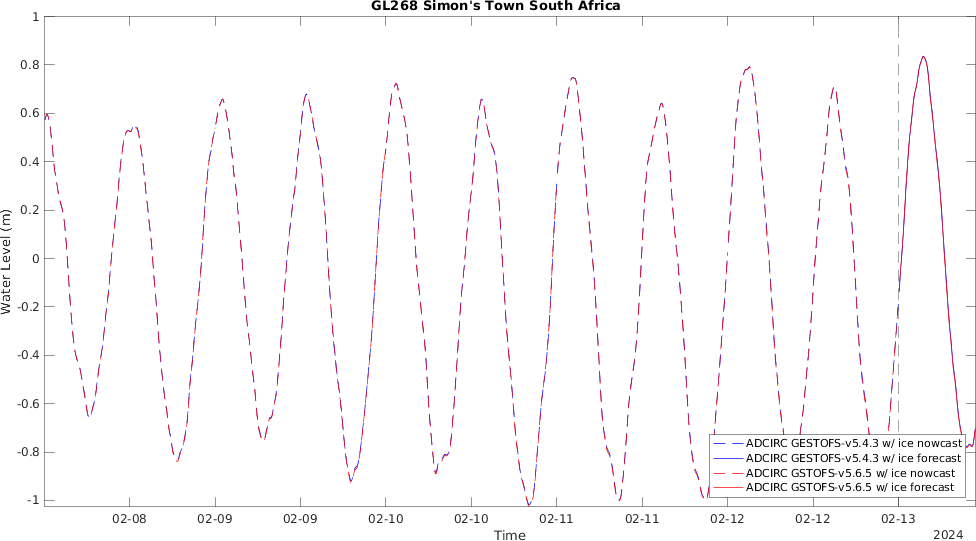 GL268 Simon's Town South Africa
1
0.8
0.6
0.4
0.2
0
-0.2
-0.4
-0.6
-0.8
-1
Water Level (m)
ADCIRC GESTOFS-v5.4.3 w/ ice nowcast
ADCIRC GESTOFS-v5.4.3 w/ ice forecast
ADCIRC GSTOFS-v5.6.5 w/ ice nowcast
ADCIRC GSTOFS-v5.6.5 w/ ice forecast
02-08 02-09 02-09 02-10 02-10 02-11 02-11 02-12 02-12 02-13
Time
2024